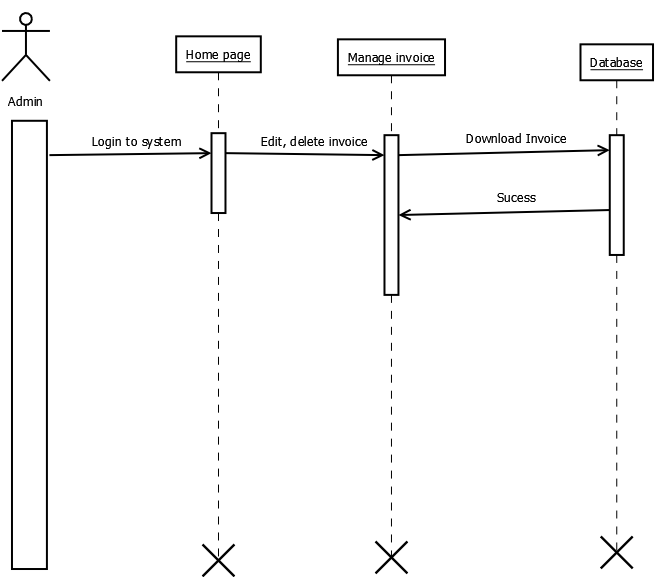 Home page
Manage invoice
Database
Admin
Login to system
Edit, delete invoice
Download Invoice
Sucess